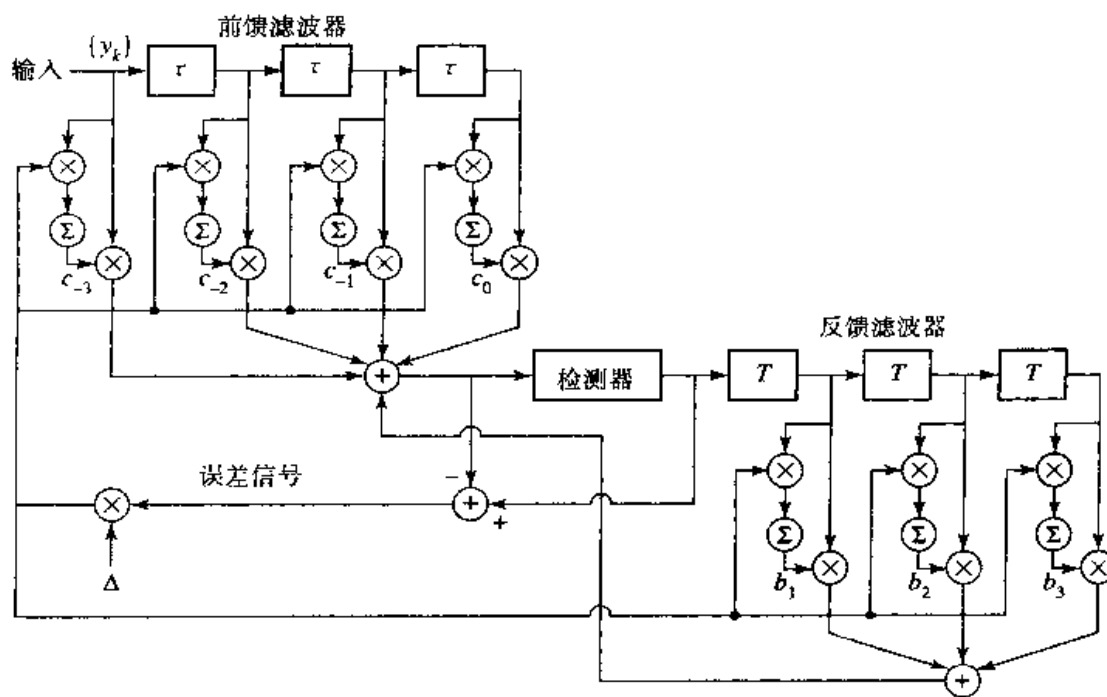 前馈滤波器
{v_k}
输入
τ τ τ
× × × ×
Σ Σ Σ Σ
× × × ×
c_{-3} c_{-2} c_{-1} c_0
反馈滤波器
+ 检测器 T T T
误差信号
−
× × ×
× + +
Σ Σ Σ
Δ
× × ×
b_1 b_2 b_3
+